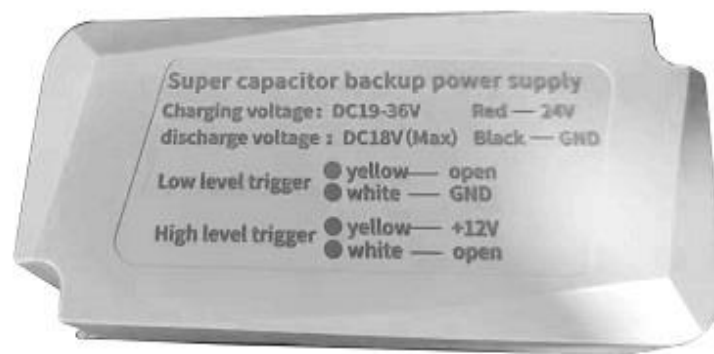 Super capacitor backup power supply
Charging voltage: DC19-36V Red — 24V
discharge voltage : DC18V(Max) Black — GND
Low level trigger ● yellow — open
● white — GND
High level trigger ● yellow — +12V
● white — open